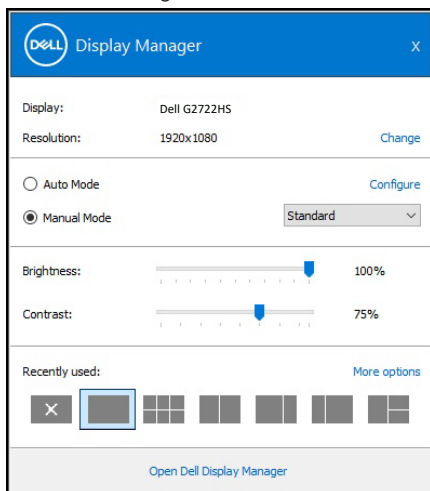 DELL Display Manager X
Display: Dell G2722HS
Resolution: 1920x1080 Change
Auto Mode Configure
Manual Mode Standard
Brightness: 100%
Contrast: 75%
Recently used: More options
Open Dell Display Manager